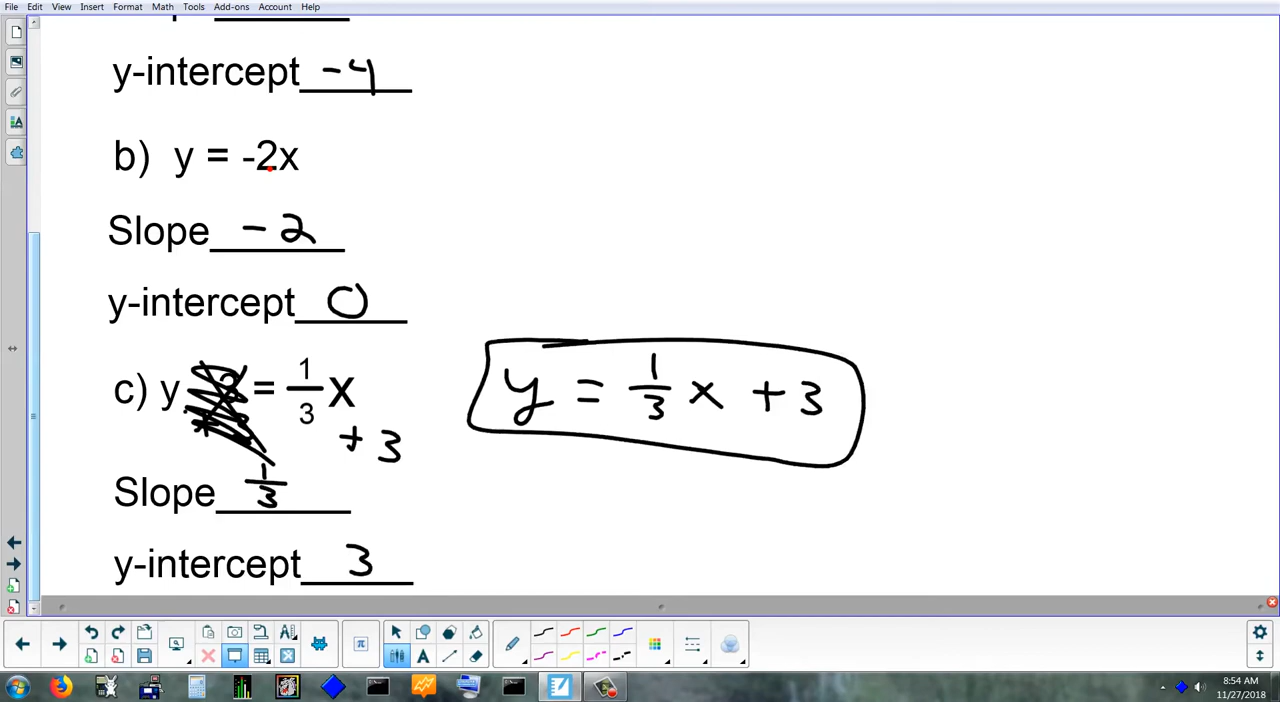 File Edit View Insert Format Math Tools Add-ons Account Help
y-intercept -4
b) y = -2x
Slope -2
y-intercept 0
c) y = 1/3 x
+ 3
y = 1/3 x + 3
Slope 1/3
y-intercept 3
8:54 AM
11/27/2018